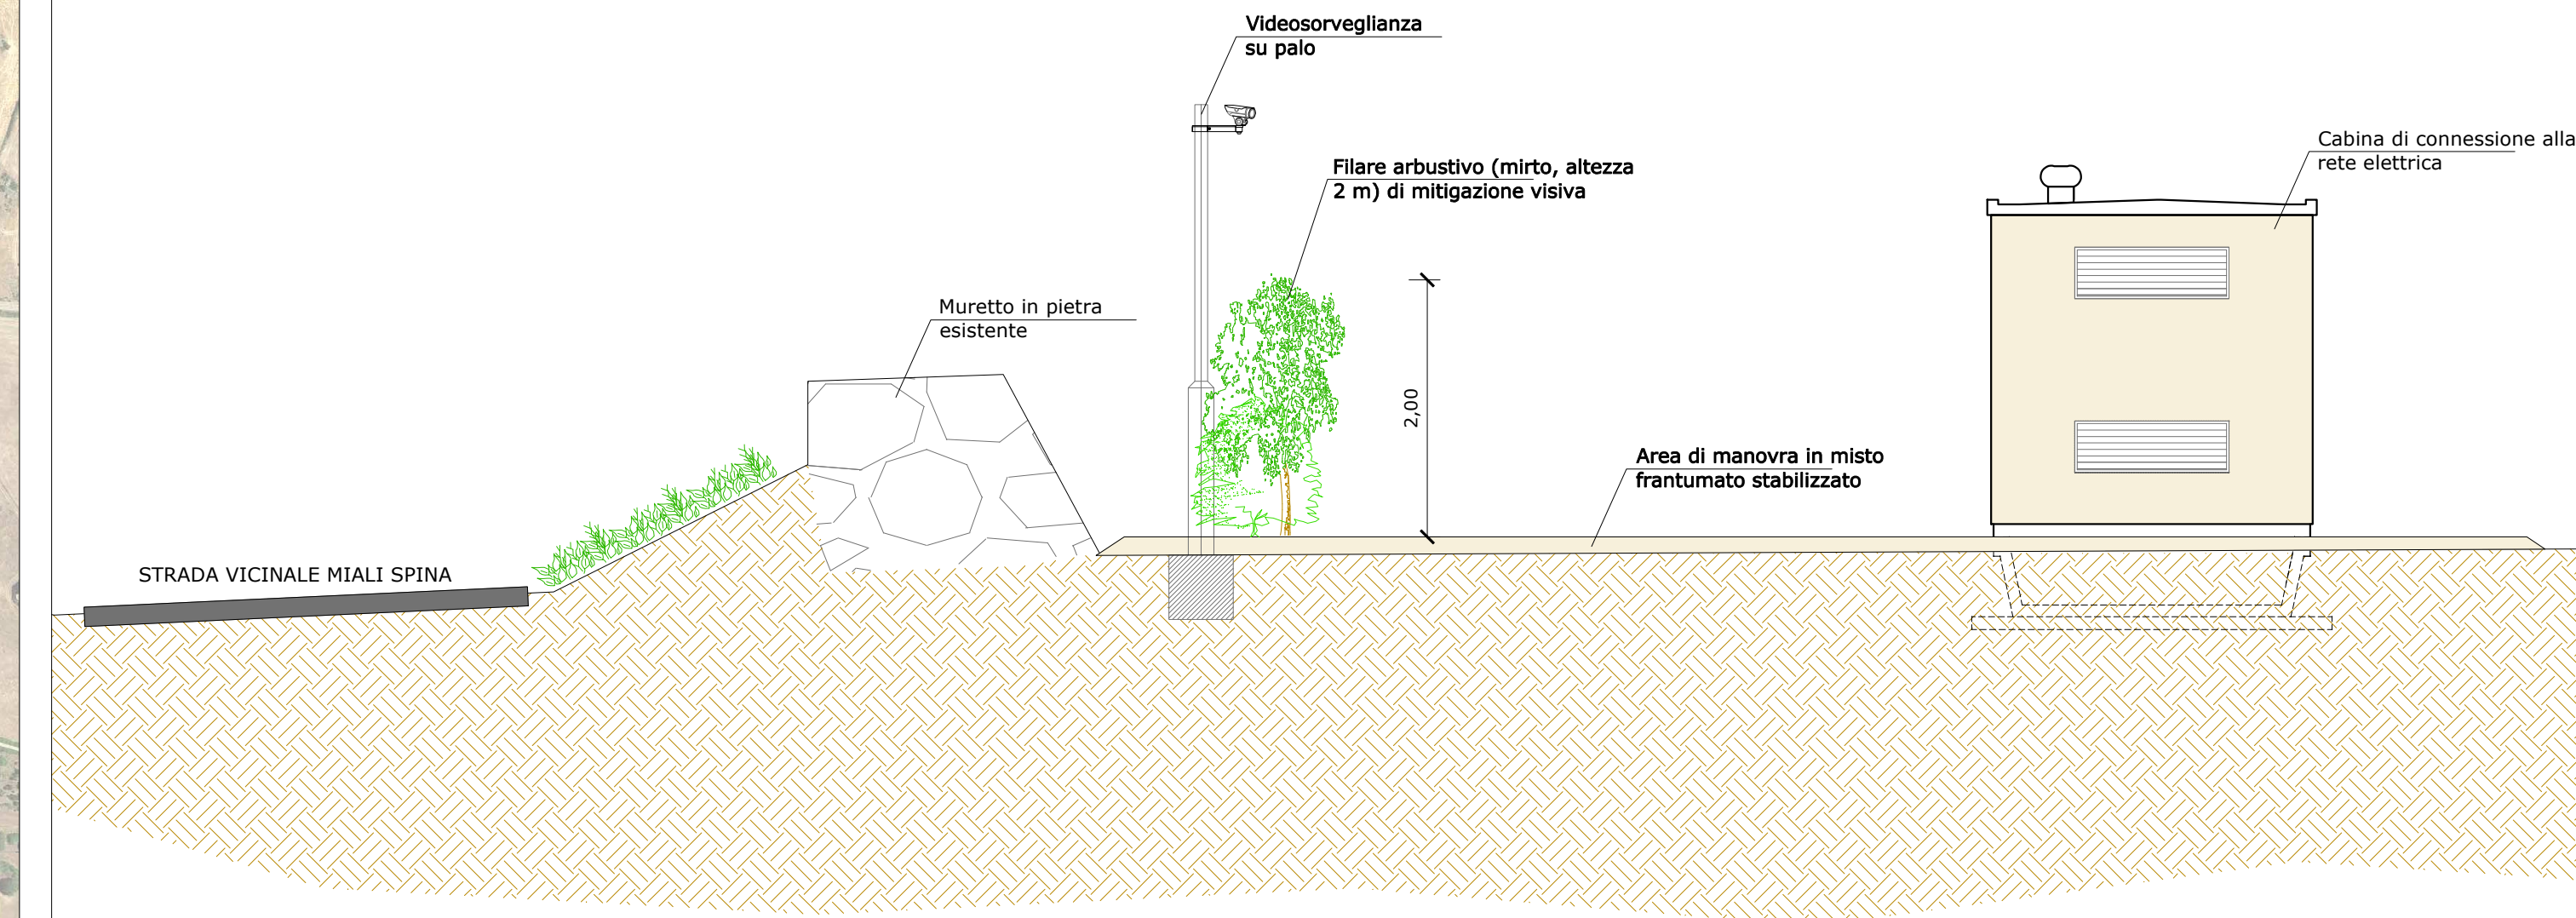 Videosorveglianza
su palo
Cabina di connessione alla
rete elettrica
Filare arbustivo (mirto, altezza
2 m) di mitigazione visiva
Muretto in pietra
esistente
2,00
Area di manovra in misto
frantumato stabilizzato
STRADA VICINALE MIALI SPINA